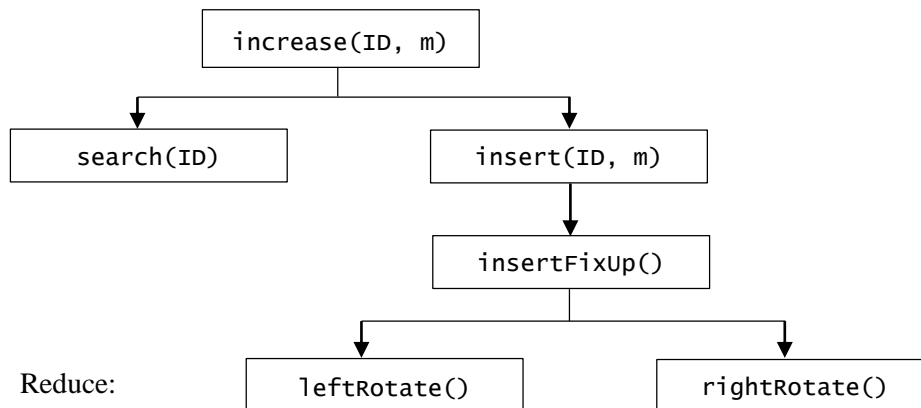 increase(ID, m)
search(ID)
insert(ID, m)
insertFixUp()
Reduce:
leftRotate()
rightRotate()